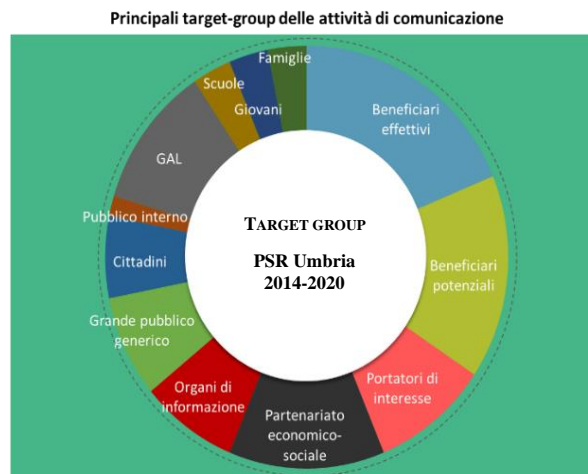 Principali target-group delle attività di comunicazione
Famiglie
Scuole
Giovani
Beneficiari
effettivi
GAL
Pubblico interno
TARGET GROUP
PSR Umbria
2014-2020
Cittadini
Beneficiari
potenziali
Grande pubblico
generico
Portatori di
interesse
Organi di
informazione
Partenariato
economico-
sociale